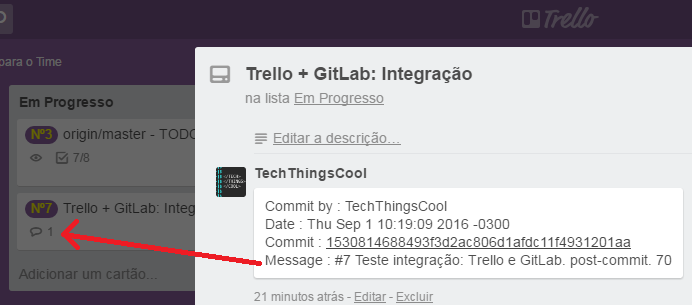 Trello
para o Time
Em Progresso
Nº3 origin/master - TODO
7/8
Nº7 Trello + GitLab: Integ
1
Adicionar um cartão...
Trello + GitLab: Integração
na lista Em Progresso
Editar a descrição…
TechThingsCool
</TECH>
</THINGS>
</COOL>
Commit by : TechThingsCool
Date : Thu Sep 1 10:19:09 2016 -0300
Commit : 1530814688493f3d2ac806d1afdc11f4931201aa
Message : #7 Teste integração: Trello e GitLab. post-commit. 70
21 minutos atrás - Editar - Excluir